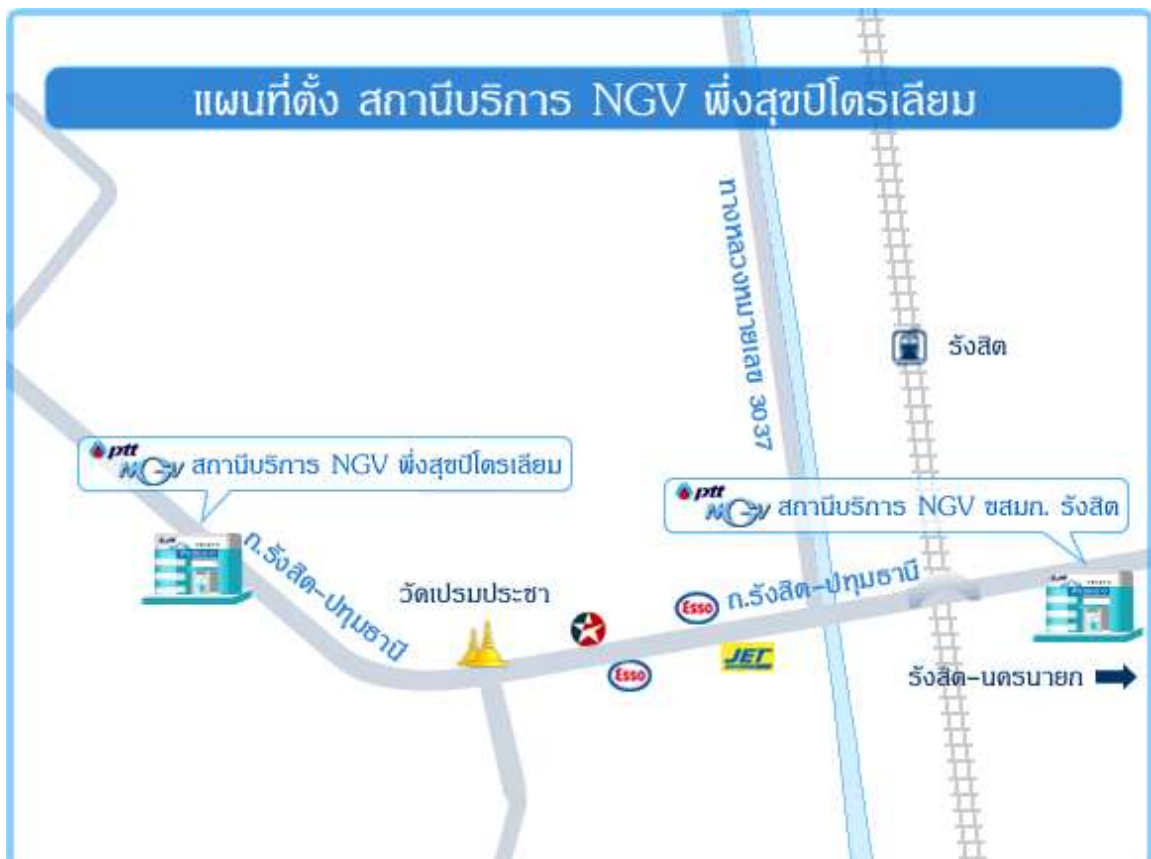 แผนที่ตั้ง สถานีบริการ NGV พึ่งสุขปิโตรเลียม
ทางหลวงหมายเลข 3037
รังสิต
ptt
NGV สถานีบริการ NGV พึ่งสุขปิโตรเลียม
ptt
NGV สถานีบริการ NGV ขสมก. รังสิต
ถ.รังสิต-ปทุมธานี
วัดเปรมประชา
Esso
ถ.รังสิต-ปทุมธานี
Esso
JET
รังสิต-นครนายก